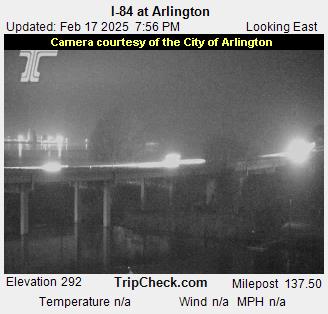 I-84 at Arlington
Updated: Feb 17 2025 7:56 PM Looking East
Camera courtesy of the City of Arlington
Elevation 292 TripCheck.com Milepost 137.50
Temperature n/a Wind n/a MPH n/a